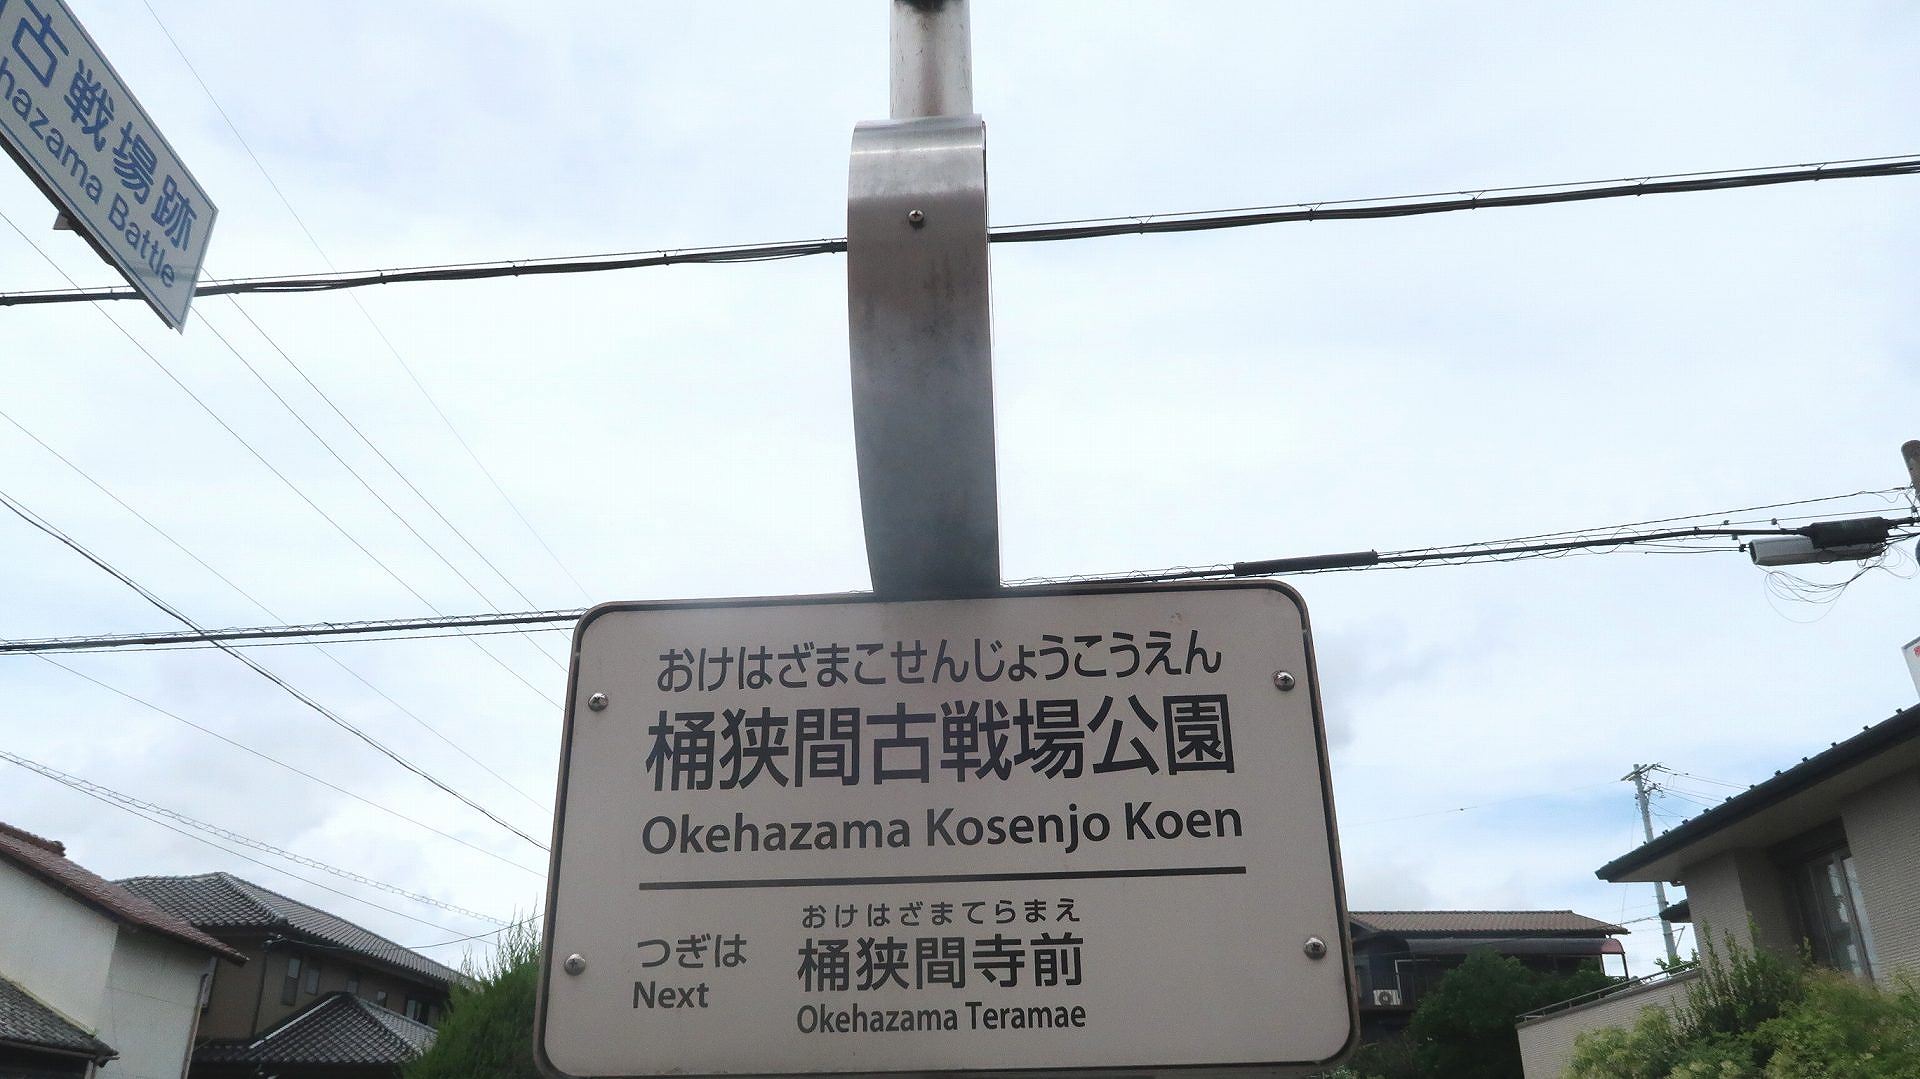 古戦場跡
hazama Battle
おけはざまこせんじょうこうえん
桶狭間古戦場公園
Okehazama Kosenjo Koen
つぎは
Next
おけはざまてらまえ
桶狭間寺前
Okehazama Teramae